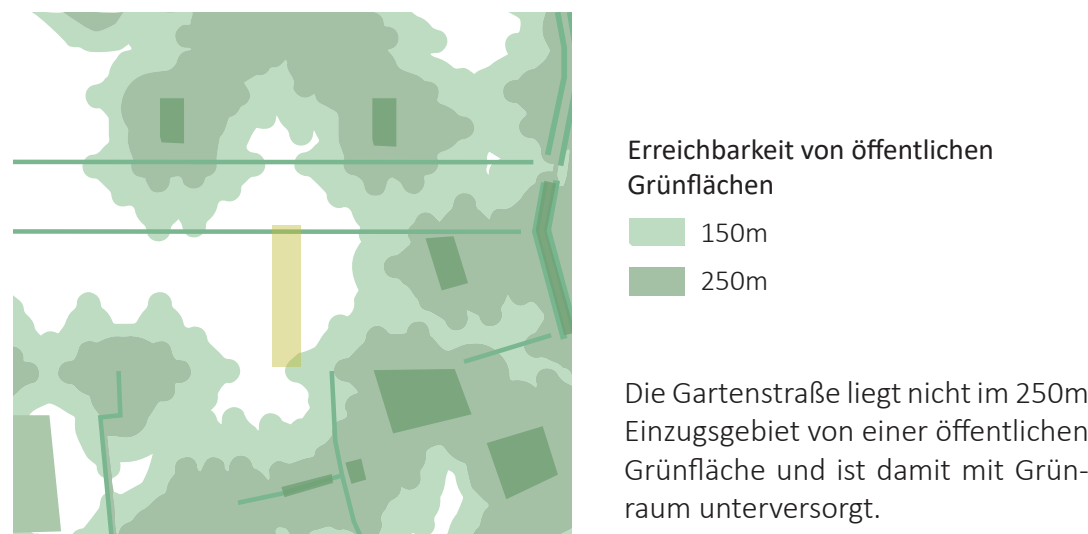 Erreichbarkeit von öffentlichen
Grünflächen
150m
250m
Die Gartenstraße liegt nicht im 250m
Einzugsgebiet von einer öffentlichen
Grünfläche und ist damit mit Grün-
raum unterversorgt.